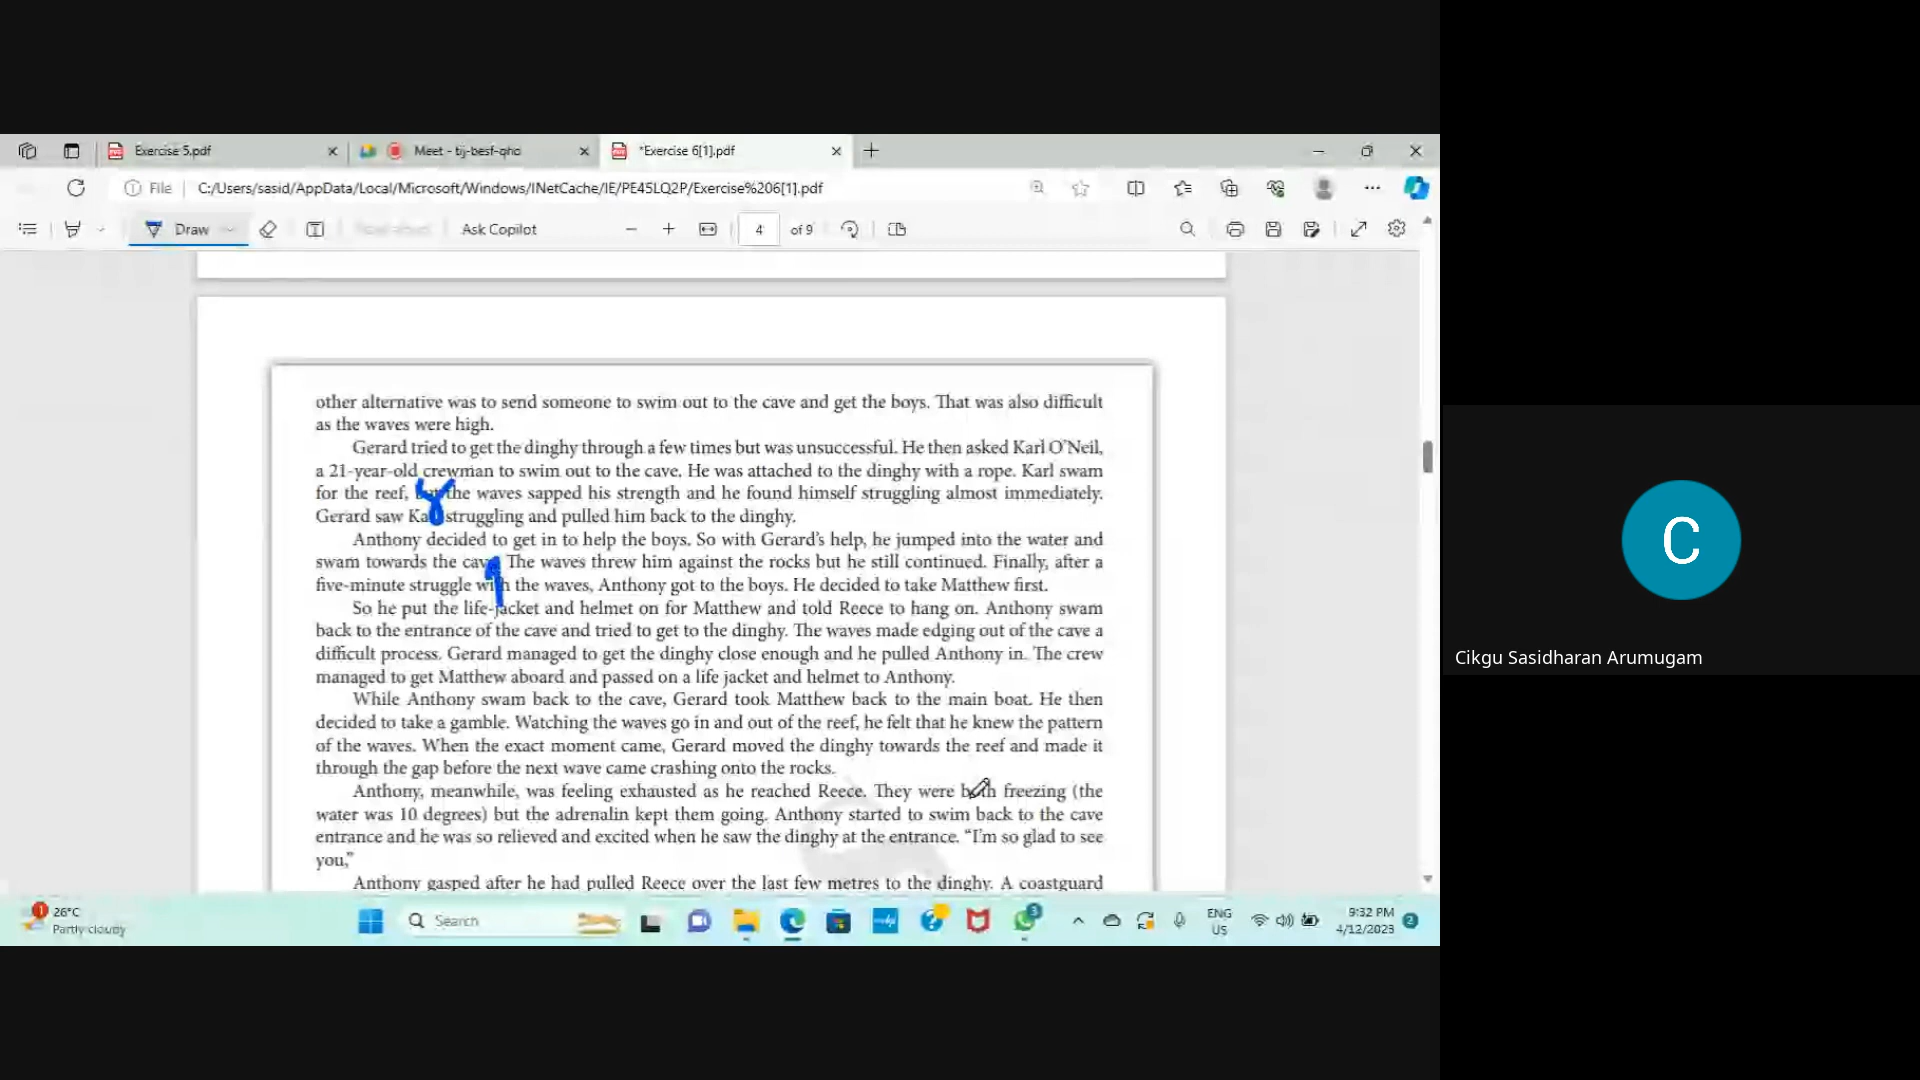 Exercise 5.pdf
Meet - tij-besf-qho
*Exercise 6[1].pdf
File
C:/Users/sasid/AppData/Local/Microsoft/Windows/INetCache/IE/PE45LQ2P/Exercise%206[1].pdf
Draw
Ask Copilot
4
of 9
other alternative was to send someone to swim out to the cave and get the boys. That was also difficult
as the waves were high.
Gerard tried to get the dinghy through a few times but was unsuccessful. He then asked Karl O'Neil,
a 21-year-old crewman to swim out to the cave. He was attached to the dinghy with a rope. Karl swam
for the reef, but the waves sapped his strength and he found himself struggling almost immediately.
Gerard saw Karl struggling and pulled him back to the dinghy.
Anthony decided to get in to help the boys. So with Gerard's help, he jumped into the water and
swam towards the cave. The waves threw him against the rocks but he still continued. Finally, after a
five-minute struggle with the waves, Anthony got to the boys. He decided to take Matthew first.
So he put the life-jacket and helmet on for Matthew and told Reece to hang on. Anthony swam
back to the entrance of the cave and tried to get to the dinghy. The waves made edging out of the cave a
difficult process. Gerard managed to get the dinghy close enough and he pulled Anthony in. The crew
managed to get Matthew aboard and passed on a life jacket and helmet to Anthony.
While Anthony swam back to the cave, Gerard took Matthew back to the main boat. He then
decided to take a gamble. Watching the waves go in and out of the reef, he felt that he knew the pattern
of the waves. When the exact moment came, Gerard moved the dinghy towards the reef and made it
through the gap before the next wave came crashing onto the rocks.
Anthony, meanwhile, was feeling exhausted as he reached Reece. They were both freezing (the
water was 10 degrees) but the adrenalin kept them going. Anthony started to swim back to the cave
entrance and he was so relieved and excited when he saw the dinghy at the entrance. “I'm so glad to see
you,”
Anthony gasped after he had pulled Reece over the last few metres to the dinghy. A coastguard
C
Cikgu Sasidharan Arumugam
1
26°C
Partly cloudy
Search
3
ENG
US
9:32 PM
4/12/2023
2